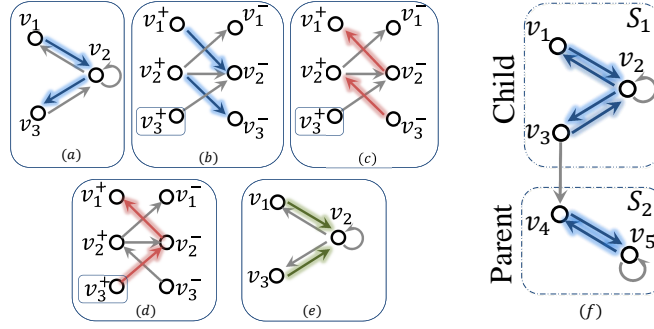 v₁
v₂
v₃
(a)
v₁⁺ v₁⁻
v₂⁺ v₂⁻
v₃⁺ v₃⁻
(b)
v₁⁺ v₁⁻
v₂⁺ v₂⁻
v₃⁺ v₃⁻
(c)
v₁⁺ v₁⁻
v₂⁺ v₂⁻
v₃⁺ v₃⁻
(d)
v₁
v₂
v₃
(e)
Child
S₁
v₁
v₂
v₃
Parent
S₂
v₄
v₅
(f)